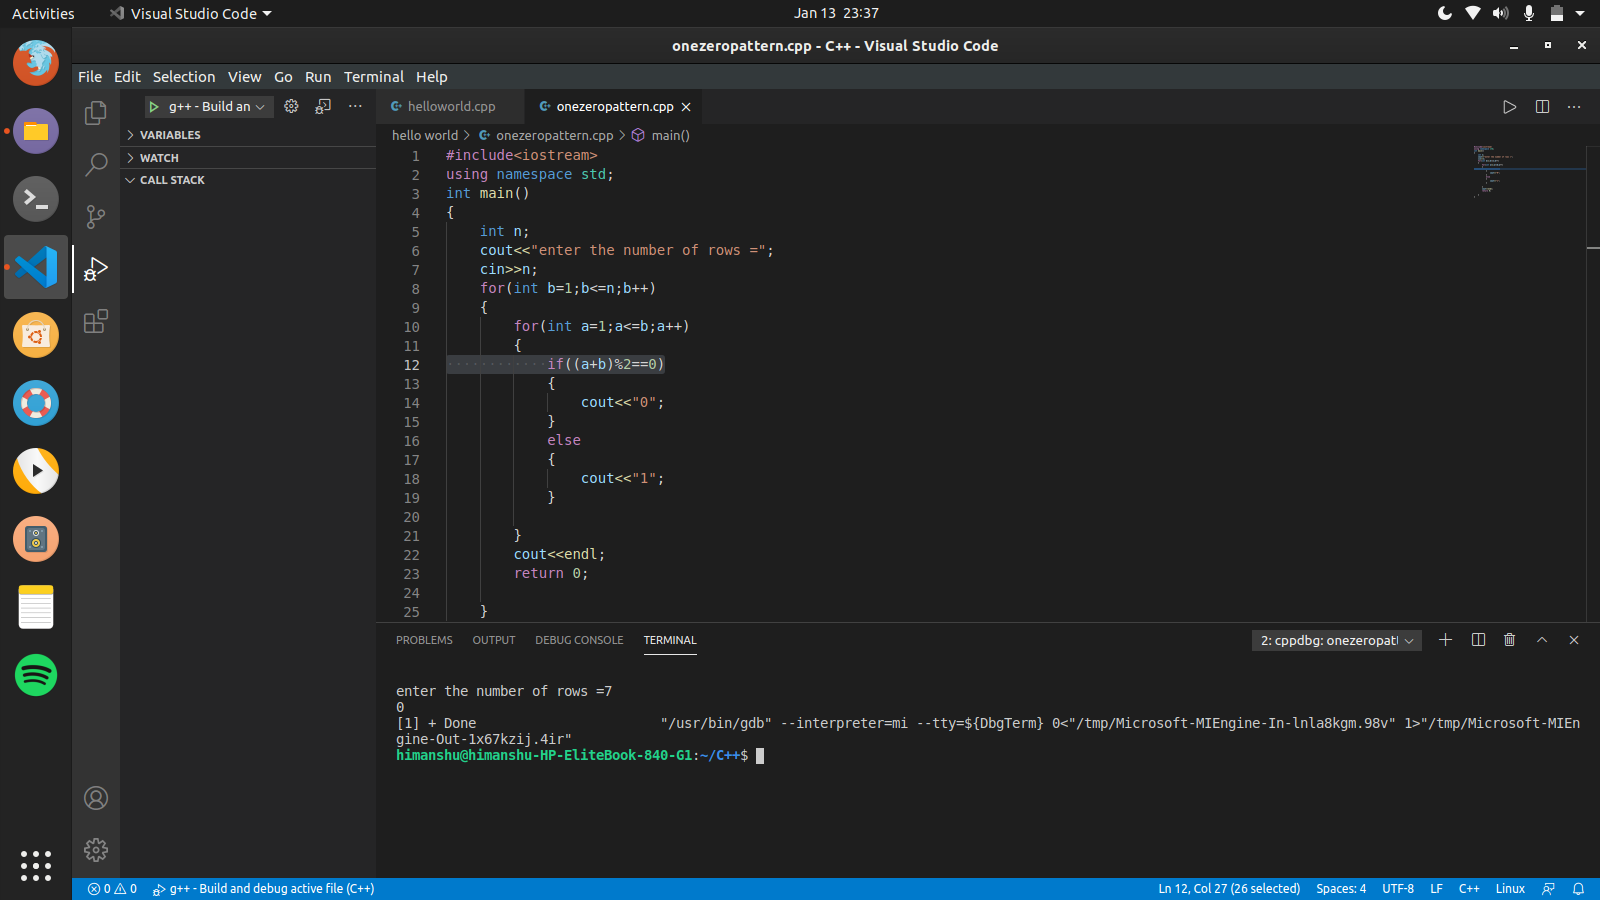 Activities Visual Studio Code Jan 13 23:37
onezeropattern.cpp - C++ - Visual Studio Code
File Edit Selection View Go Run Terminal Help
g++ - Build an
helloworld.cpp onezeropattern.cpp
VARIABLES
WATCH
CALL STACK
hello world > onezeropattern.cpp > main()
1 #include<iostream>
2 using namespace std;
3 int main()
4 {
5 int n;
6 cout<<"enter the number of rows =";
7 cin>>n;
8 for(int b=1;b<=n;b++)
9 {
10 for(int a=1;a<=b;a++)
11 {
12 if((a+b)%2==0)
13 {
14 cout<<"0";
15 }
16 else
17 {
18 cout<<"1";
19 }
20
21 }
22 cout<<endl;
23 return 0;
24
25 }
PROBLEMS OUTPUT DEBUG CONSOLE TERMINAL 2: cppdbg: onezeropat
enter the number of rows =7
0
[1] + Done "/usr/bin/gdb" --interpreter=mi --tty=${DbgTerm} 0<"/tmp/Microsoft-MIEngine-In-lnla8kgm.98v" 1>"/tmp/Microsoft-MIEn
gine-Out-1x67kzij.4ir"
himanshu@himanshu-HP-EliteBook-840-G1:~/C++$
0 0 g++ - Build and debug active file (C++) Ln 12, Col 27 (26 selected) Spaces: 4 UTF-8 LF C++ Linux